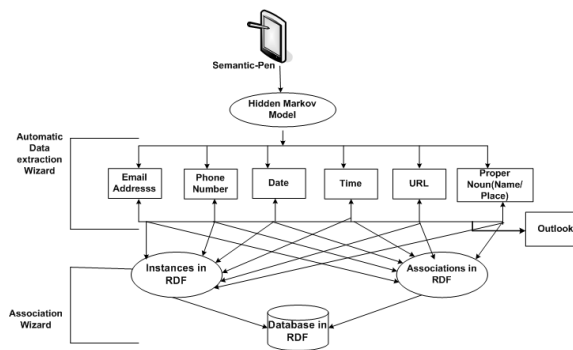 Semantic-Pen
Hidden Markov
Model
Automatic
Data
extraction
Wizard
Email
Addresss
Phone
Number
Date
Time
URL
Proper
Noun(Name/
Place)
Outlook
Instances in
RDF
Associations in
RDF
Association
Wizard
Database in
RDF